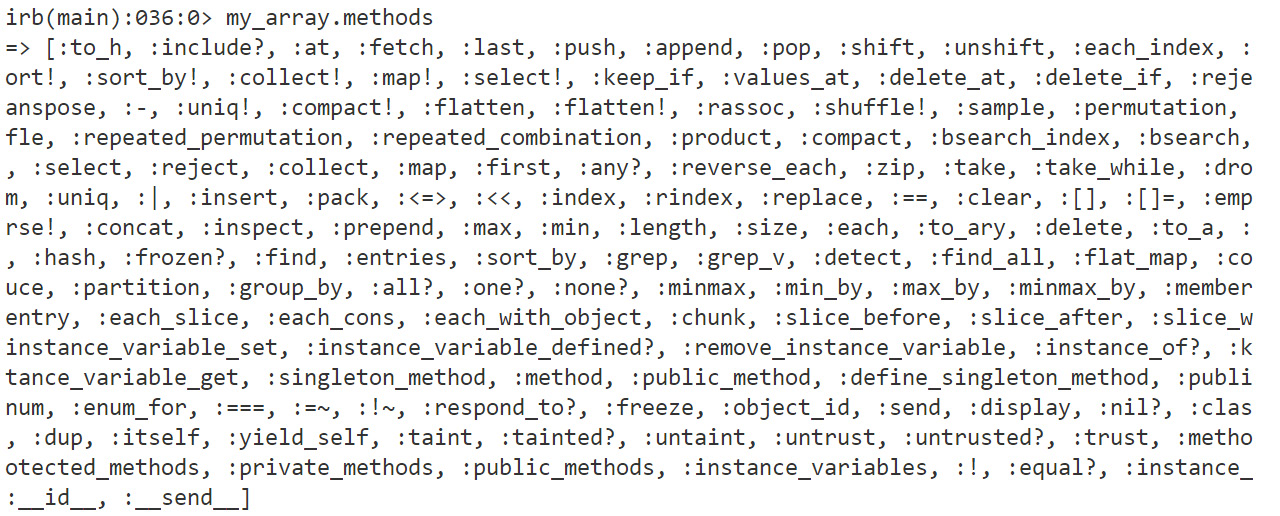 irb(main):036:0> my_array.methods
=> [:to_h, :include?, :at, :fetch, :last, :push, :append, :pop, :shift, :unshift, :each_index, :
ort!, :sort_by!, :collect!, :map!, :select!, :keep_if, :values_at, :delete_at, :delete_if, :reje
anspose, :-, :uniq!, :compact!, :flatten, :flatten!, :rassoc, :shuffle!, :sample, :permutation,
fle, :repeated_permutation, :repeated_combination, :product, :compact, :bsearch_index, :bsearch,
, :select, :reject, :collect, :map, :first, :any?, :reverse_each, :zip, :take, :take_while, :dro
m, :uniq, :|, :insert, :pack, :<=>, :<<, :index, :rindex, :replace, :==, :clear, :[], :[]=, :emp
rse!, :concat, :inspect, :prepend, :max, :min, :length, :size, :each, :to_ary, :delete, :to_a, :
, :hash, :frozen?, :find, :entries, :sort_by, :grep, :grep_v, :detect, :find_all, :flat_map, :co
uce, :partition, :group_by, :all?, :one?, :none?, :minmax, :min_by, :max_by, :minmax_by, :member
entry, :each_slice, :each_cons, :each_with_object, :chunk, :slice_before, :slice_after, :slice_w
instance_variable_set, :instance_variable_defined?, :remove_instance_variable, :instance_of?, :k
tance_variable_get, :singleton_method, :method, :public_method, :define_singleton_method, :publi
num, :enum_for, :===, :=~, :!~, :respond_to?, :freeze, :object_id, :send, :display, :nil?, :clas
, :dup, :itself, :yield_self, :taint, :tainted?, :untaint, :untrust, :untrusted?, :trust, :metho
otected_methods, :private_methods, :public_methods, :instance_variables, :!, :equal?, :instance_
:__id__, :__send__]